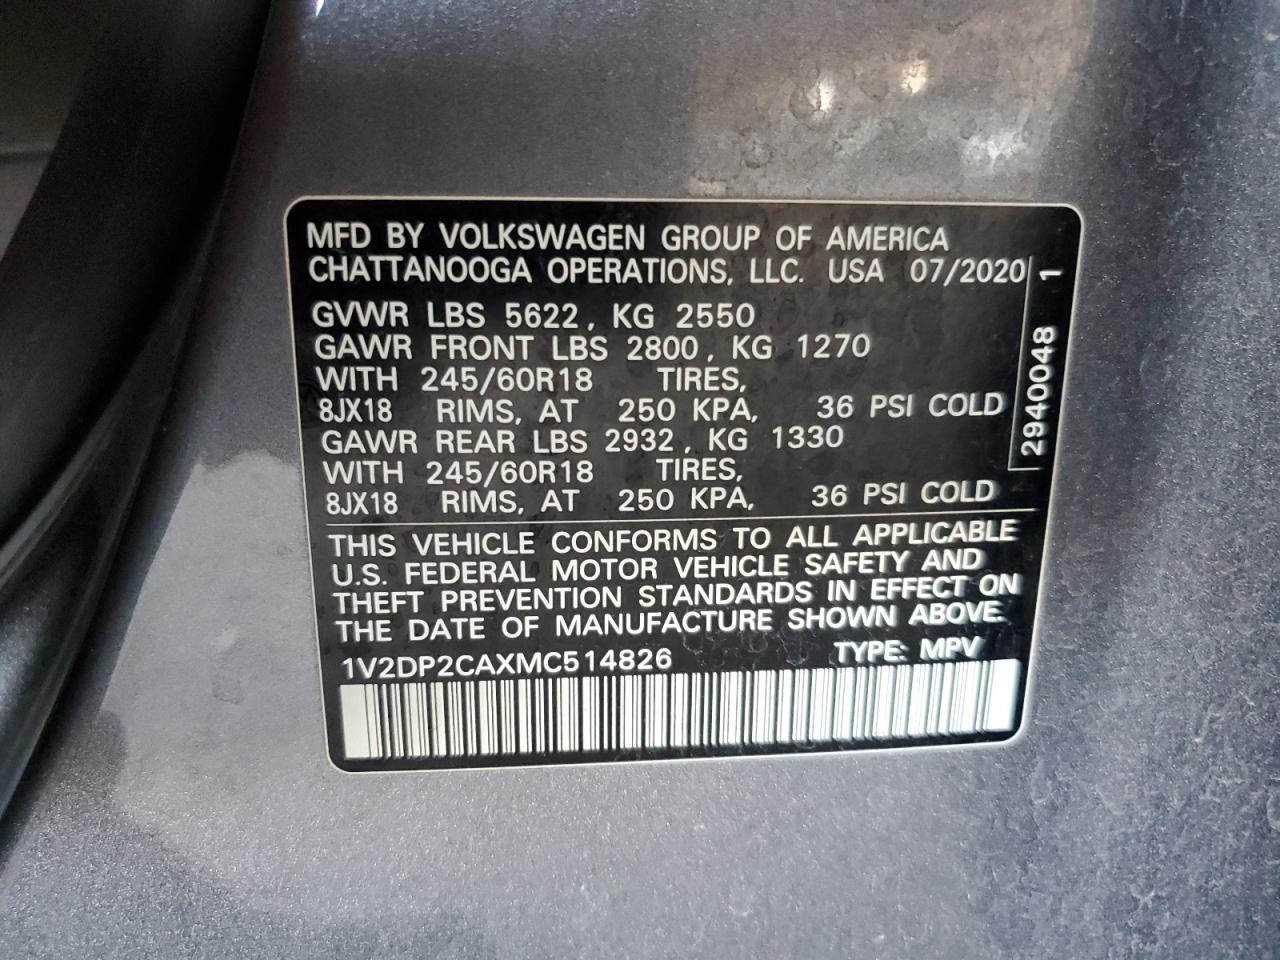 MFD BY VOLKSWAGEN GROUP OF AMERICA
CHATTANOOGA OPERATIONS, LLC. USA 07/2020
GVWR LBS 5622, KG 2550
GAWR FRONT LBS 2800, KG 1270
WITH 245/60R18 TIRES,
8JX18 RIMS, AT 250 KPA, 36 PSI COLD
GAWR REAR LBS 2932, KG 1330
WITH 245/60R18 TIRES,
8JX18 RIMS, AT 250 KPA, 36 PSI COLD
2940048 1
THIS VEHICLE CONFORMS TO ALL APPLICABLE
U.S. FEDERAL MOTOR VEHICLE SAFETY AND
THEFT PREVENTION STANDARDS IN EFFECT ON
THE DATE OF MANUFACTURE SHOWN ABOVE.
1V2DP2CAXMC514826 TYPE: MPV